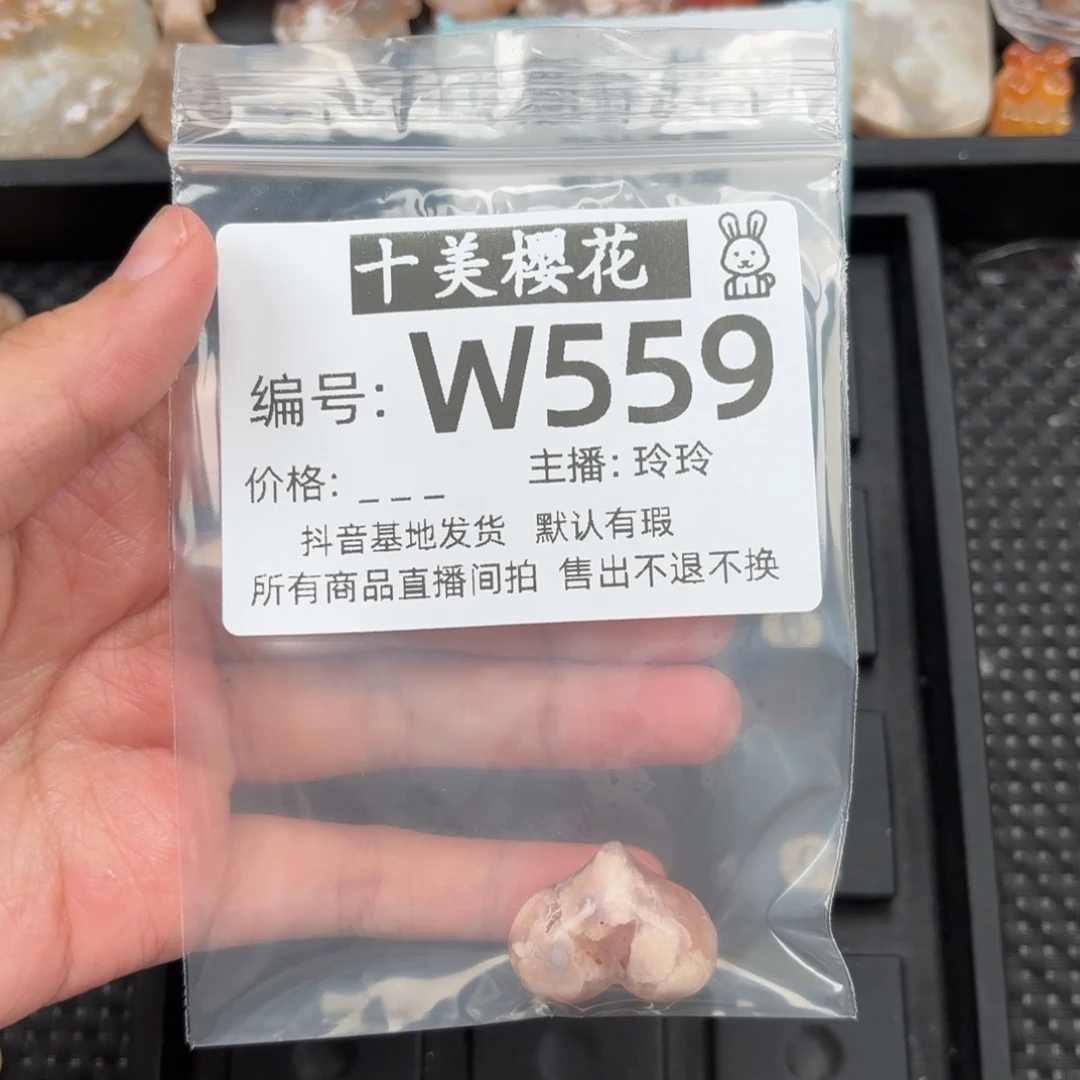 十美樱花
编号: W559
价格: _ _ _ 主播: 玲玲
抖音基地发货 默认有瑕
所有商品直播间拍 售出不退不换